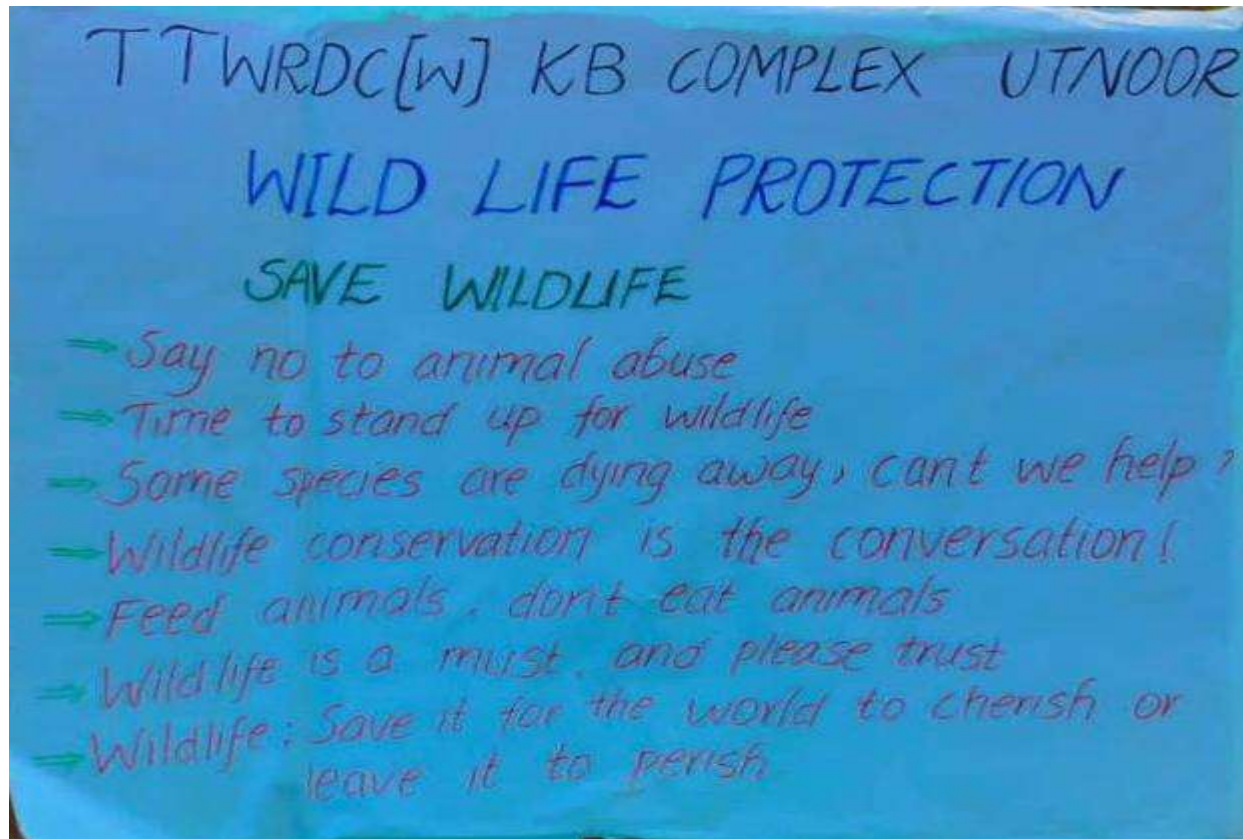 TTWRDC[W] KB COMPLEX UTNOOR
WILD LIFE PROTECTION
SAVE WILDLIFE
⇒ Say no to animal abuse
⇒ Time to stand up for wildlife
⇒ Some species are dying away, can't we help?
⇒ Wildlife conservation is the conversation!
⇒ Feed animals, don't eat animals
⇒ Wildlife is a must, and please trust
⇒ Wildlife: Save it for the world to cherish or
leave it to perish